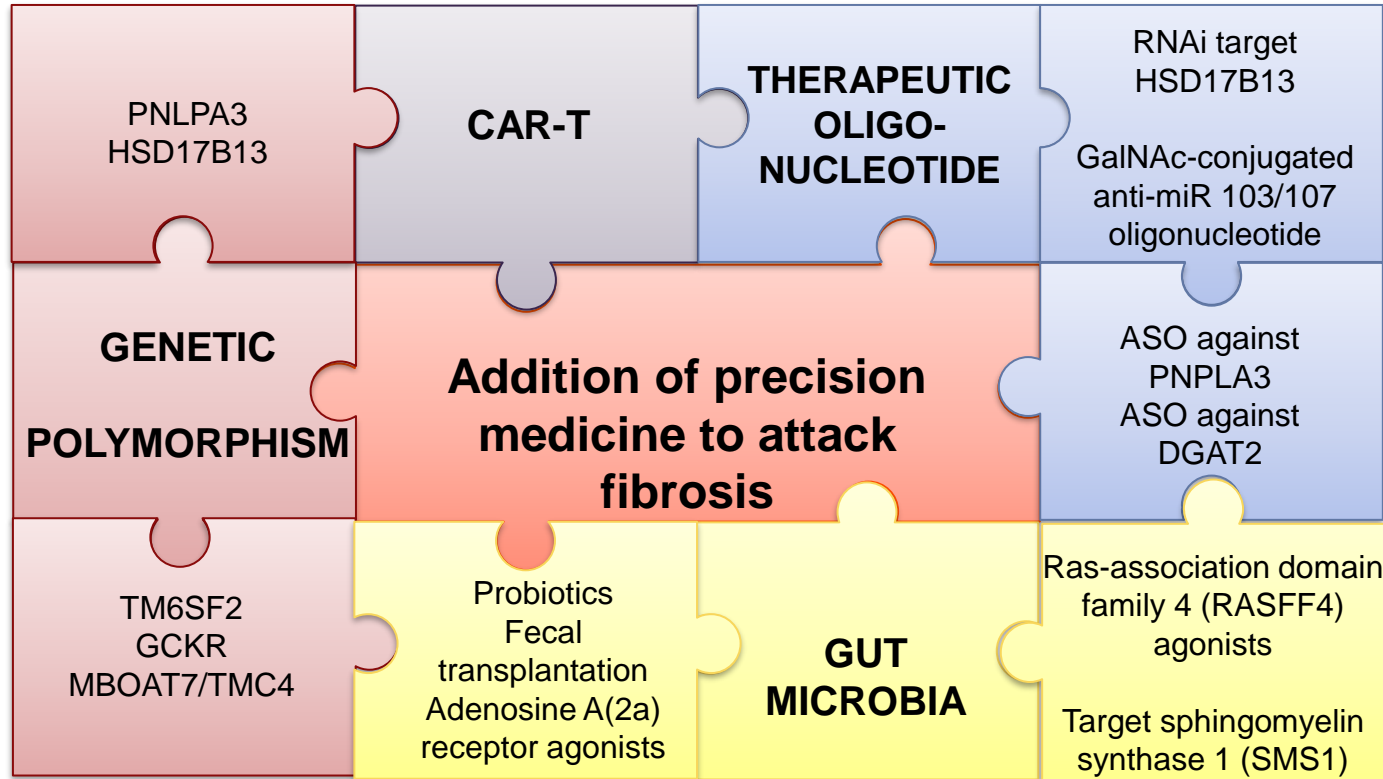 PNLPA3
HSD17B13
CAR-T
THERAPEUTIC
OLIGO-
NUCLEOTIDE
RNAi target
HSD17B13
GalNAc-conjugated
anti-miR 103/107
oligonucleotide
GENETIC
POLYMORPHISM
Addition of precision
medicine to attack
fibrosis
ASO against
PNPLA3
ASO against
DGAT2
TM6SF2
GCKR
MBOAT7/TMC4
Probiotics
Fecal
transplantation
Adenosine A(2a)
receptor agonists
GUT
MICROBIA
Ras-association domain
family 4 (RASFF4)
agonists
Target sphingomyelin
synthase 1 (SMS1)